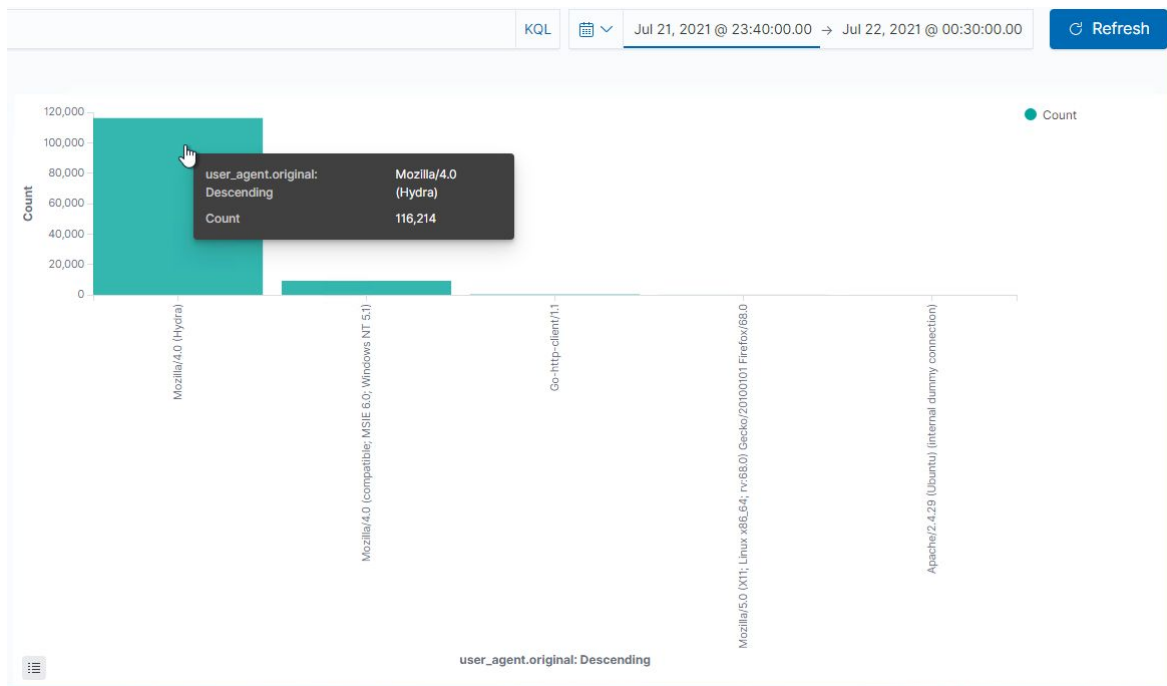 KQL
Jul 21, 2021 @ 23:40:00.00 → Jul 22, 2021 @ 00:30:00.00
Refresh
120,000
100,000
80,000
60,000
40,000
20,000
0
Count
Count
user_agent.original:
Descending
Mozilla/4.0
(Hydra)
Count
116,214
Mozilla/4.0 (Hydra)
Mozilla/4.0 (compatible; MSIE 6.0; Windows NT 5.1)
Go-http-client/1.1
Mozilla/5.0 (X11; Linux x86_64; rv:68.0) Gecko/20100101 Firefox/68.0
Apache/2.4.29 (Ubuntu) (internal dummy connection)
user_agent.original: Descending